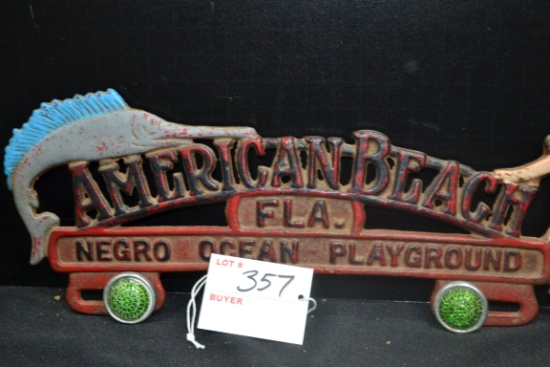 AMERICAN BEACH
FLA.
NEGRO OCEAN PLAYGROUND
LOT # 357
BUYER